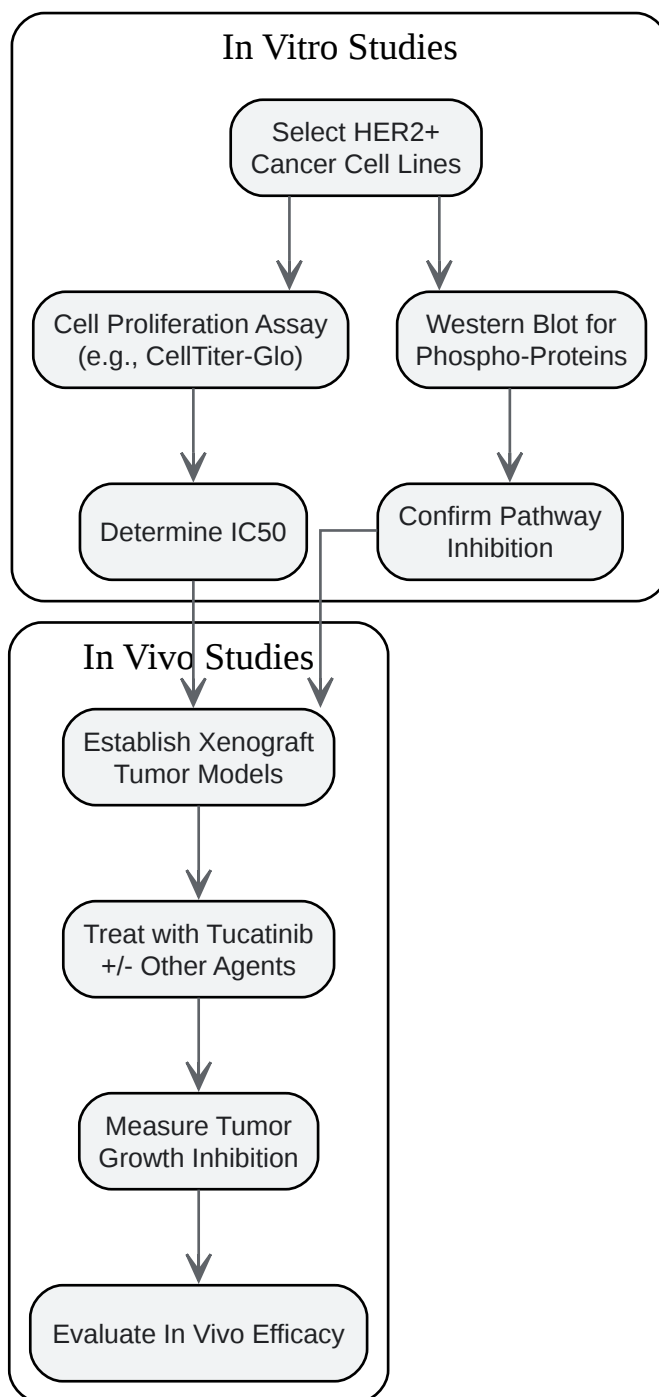 In Vitro Studies
Select HER2+
Cancer Cell Lines
Cell Proliferation Assay
(e.g., CellTiter-Glo)
Western Blot for
Phospho-Proteins
Determine IC50
Confirm Pathway
Inhibition
In Vivo Studies
Establish Xenograft
Tumor Models
Treat with Tucatinib
+/- Other Agents
Measure Tumor
Growth Inhibition
Evaluate In Vivo Efficacy